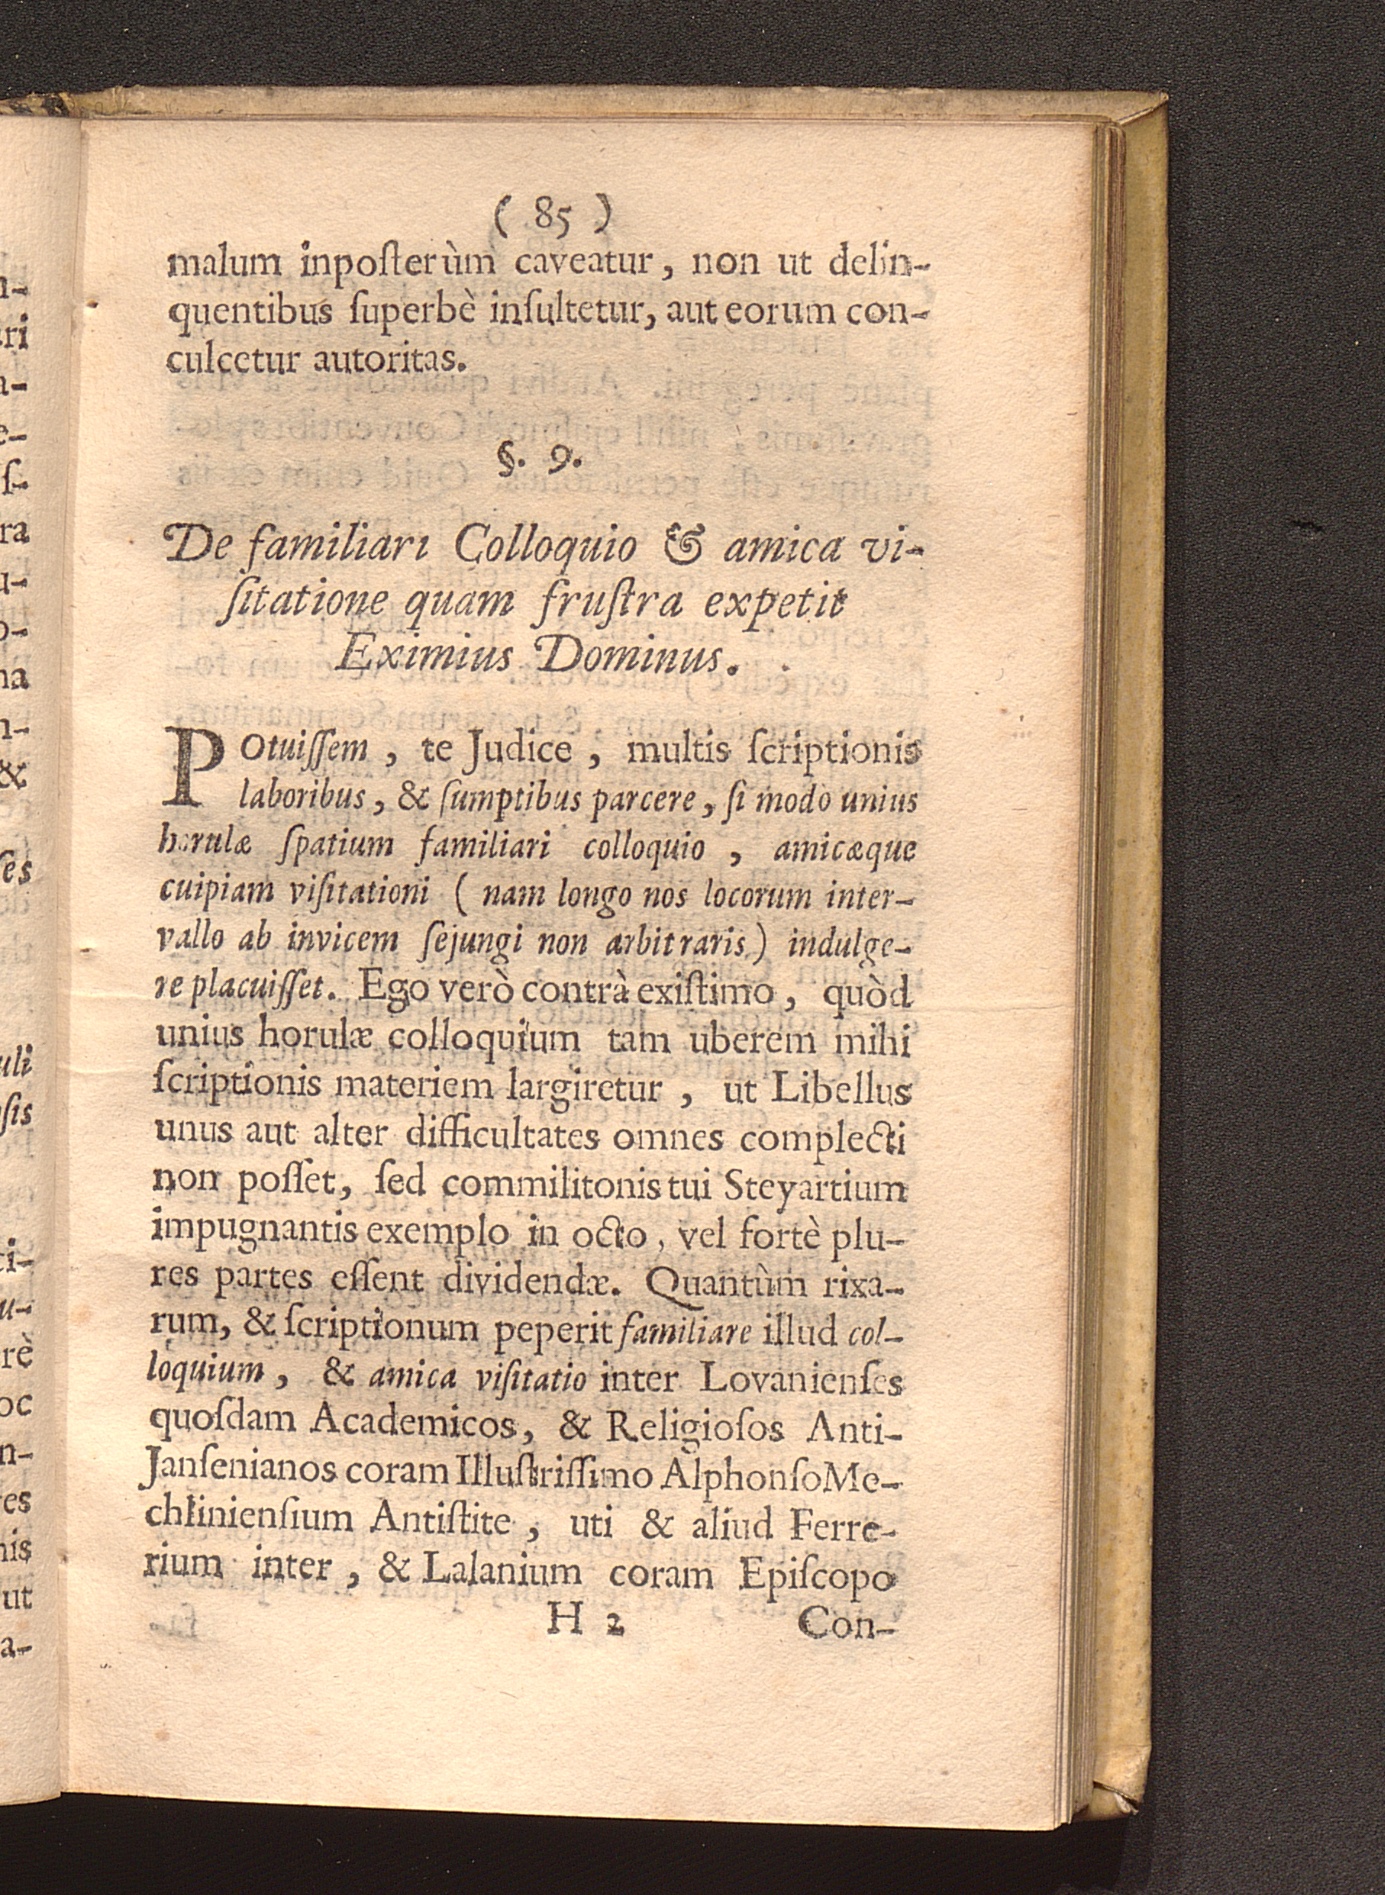 ( 85 )
malum inpoſterùm caveatur, non ut delin-
quentibus ſuperbè inſultetur, aut eorum con-
culcetur autoritas.
§. 9.
De familiari Colloquio & amica vi-
ſitatione quam fruſtra expetit
Eximius Dominus.
POtuiſſem, te Judice, multis ſcriptionis
laboribus, & ſumptibus parcere, ſi modo unius
horulæ ſpatium familiari colloquio, amicæque
cuipiam viſitationi ( nam longo nos locorum inter-
vallo ab invicem ſejungi non arbitraris ) indulge-
re placuiſſet. Ego verò contrà exiſtimo, quòd
unius horulæ colloquium tam uberem mihi
ſcriptionis materiem largiretur, ut Libellus
unus aut alter difficultates omnes complecti
non poſſet, ſed commilitonis tui Steyartium
impugnantis exemplo in octo, vel fortè plu-
res partes eſſent dividendæ. Quantùm rixa-
rum, & ſcriptionum peperit familiare illud col-
loquium, & amica viſitatio inter Lovanienſes
quoſdam Academicos, & Religioſos Anti-
Janſenianos coram Illuſtriſſimo Alphonſo Me-
chlinienſium Antiſtite, uti & aliud Ferre-
rium inter, & Lalanium coram Epiſcopo
H 2 Con-